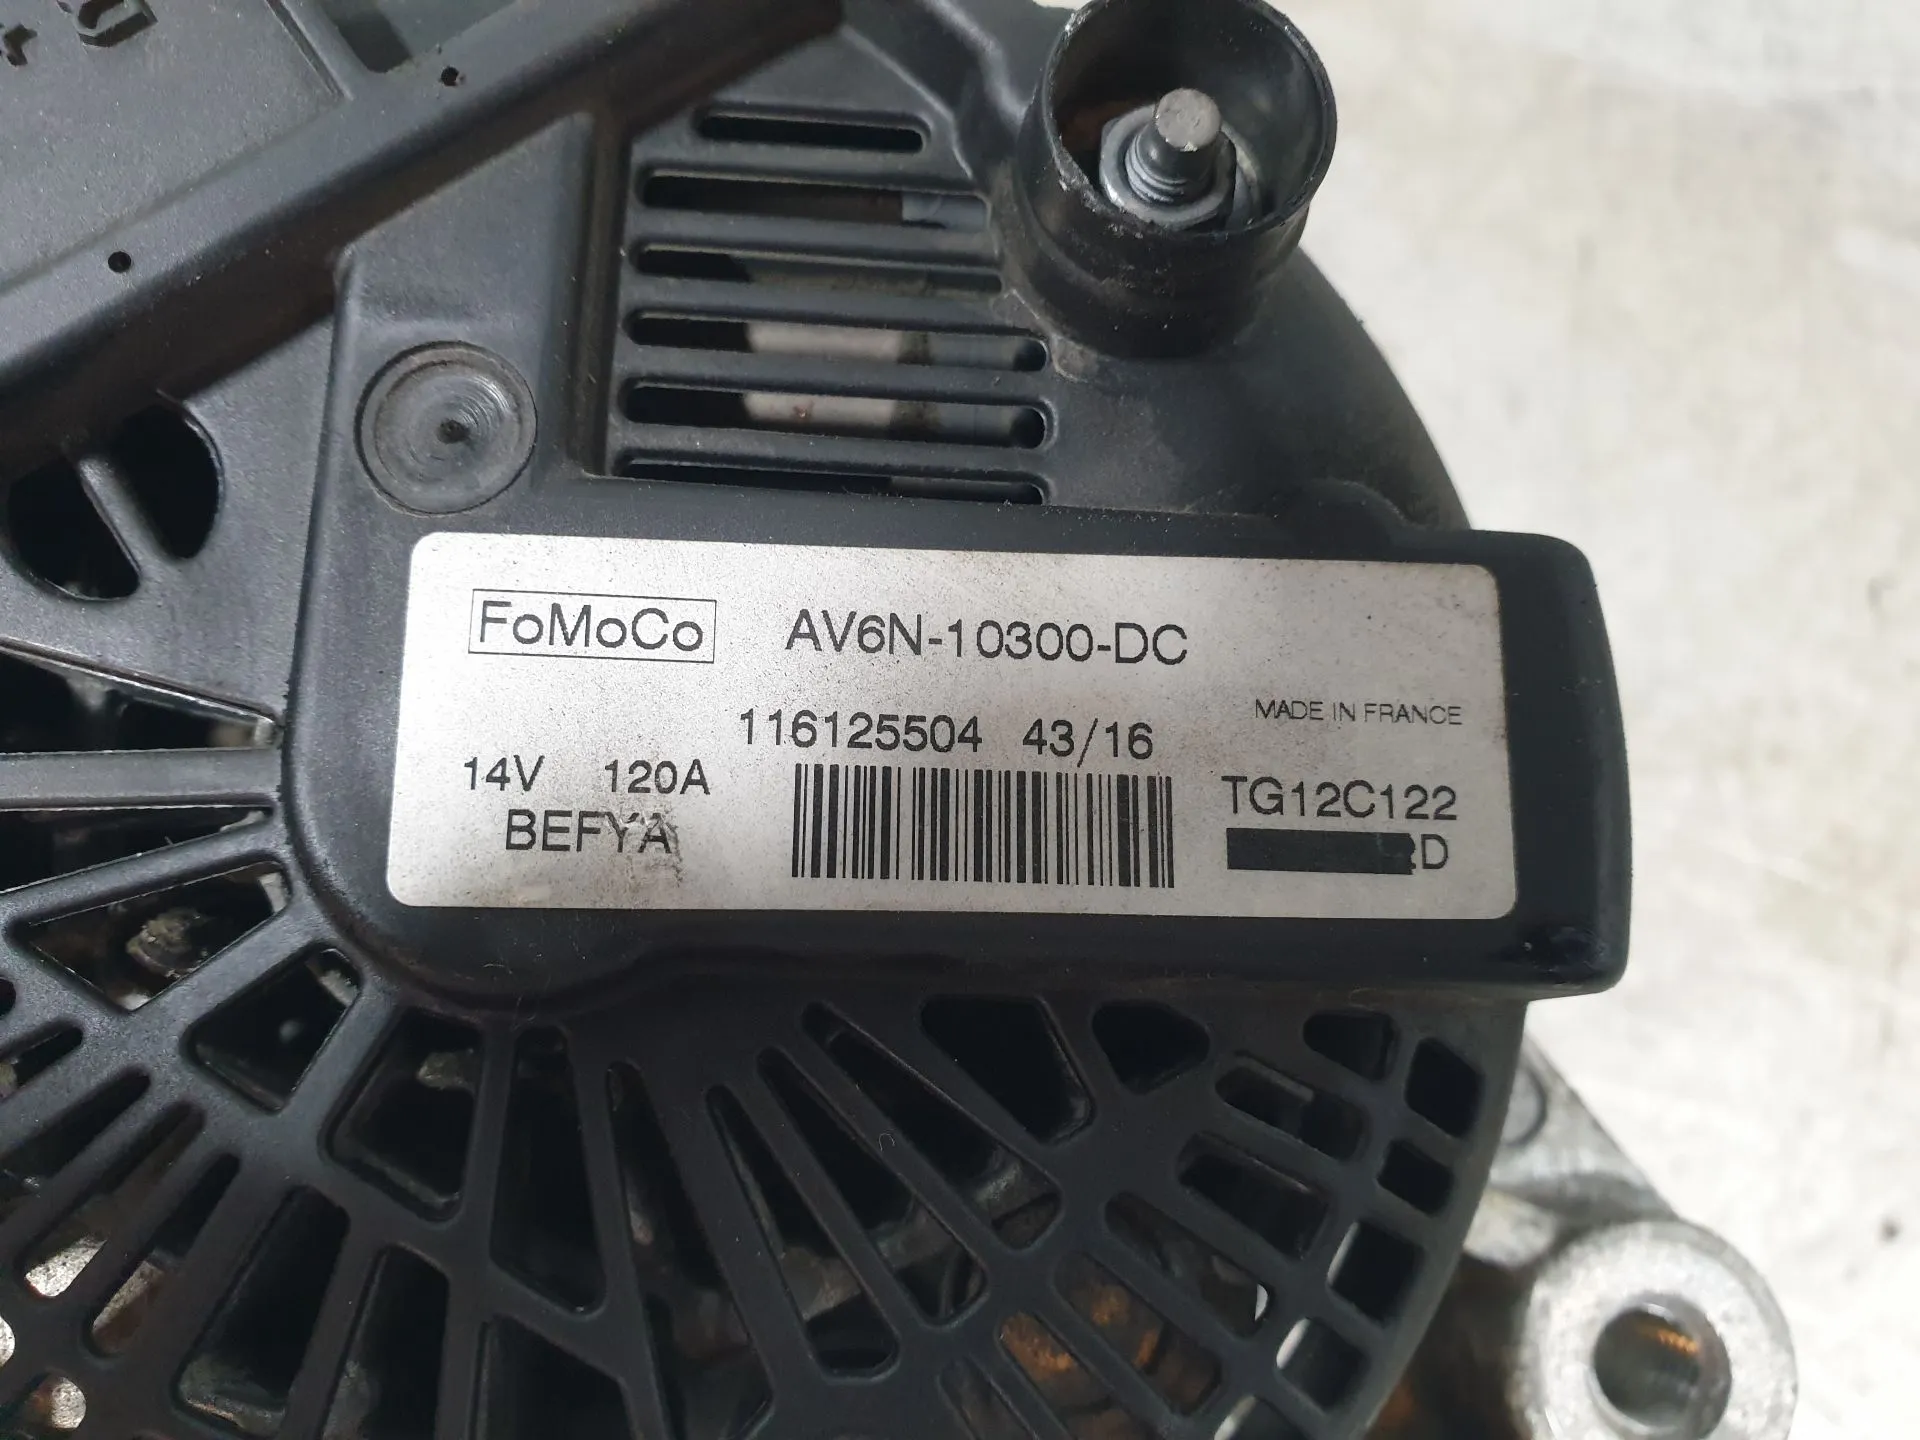 FoMoCo AV6N-10300-DC
MADE IN FRANCE
116125504 43/16
14V 120A
TG12C122
BEFYA
D